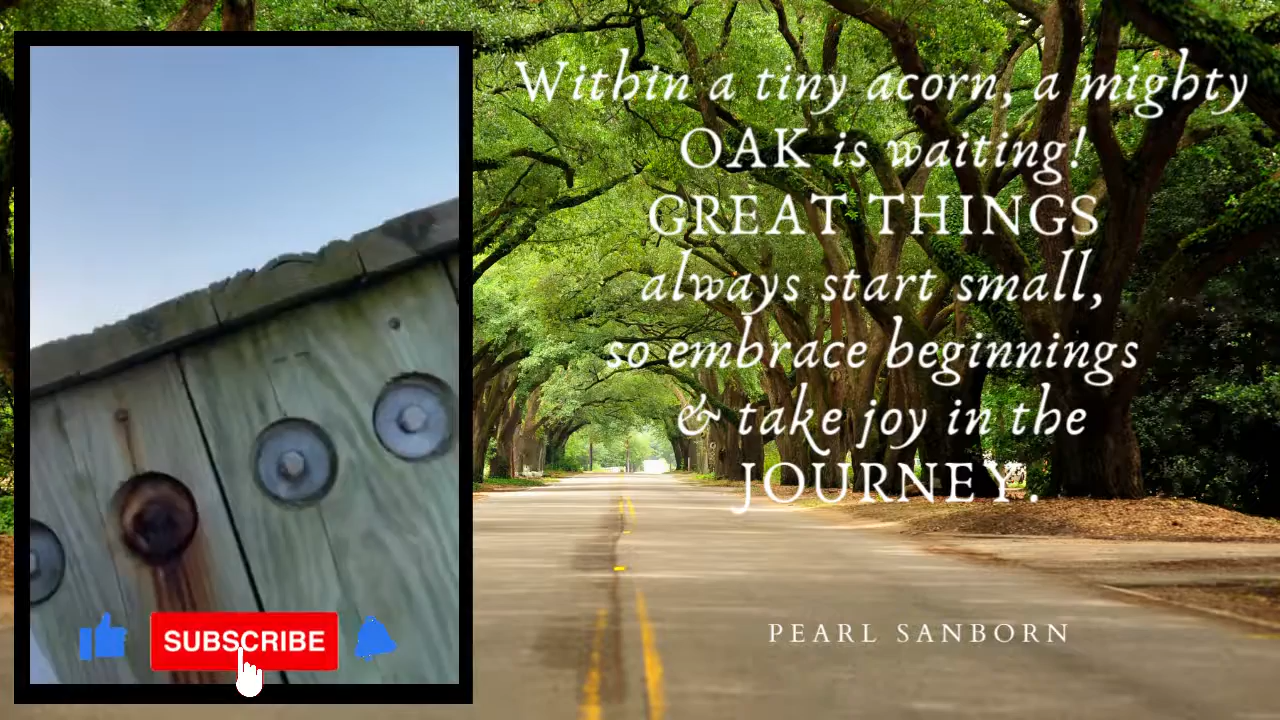 Within a tiny acorn, a mighty
OAK is waiting!
GREAT THINGS
always start small,
so embrace beginnings
& take joy in the
JOURNEY.
PEARL SANBORN
SUBSCRIBE